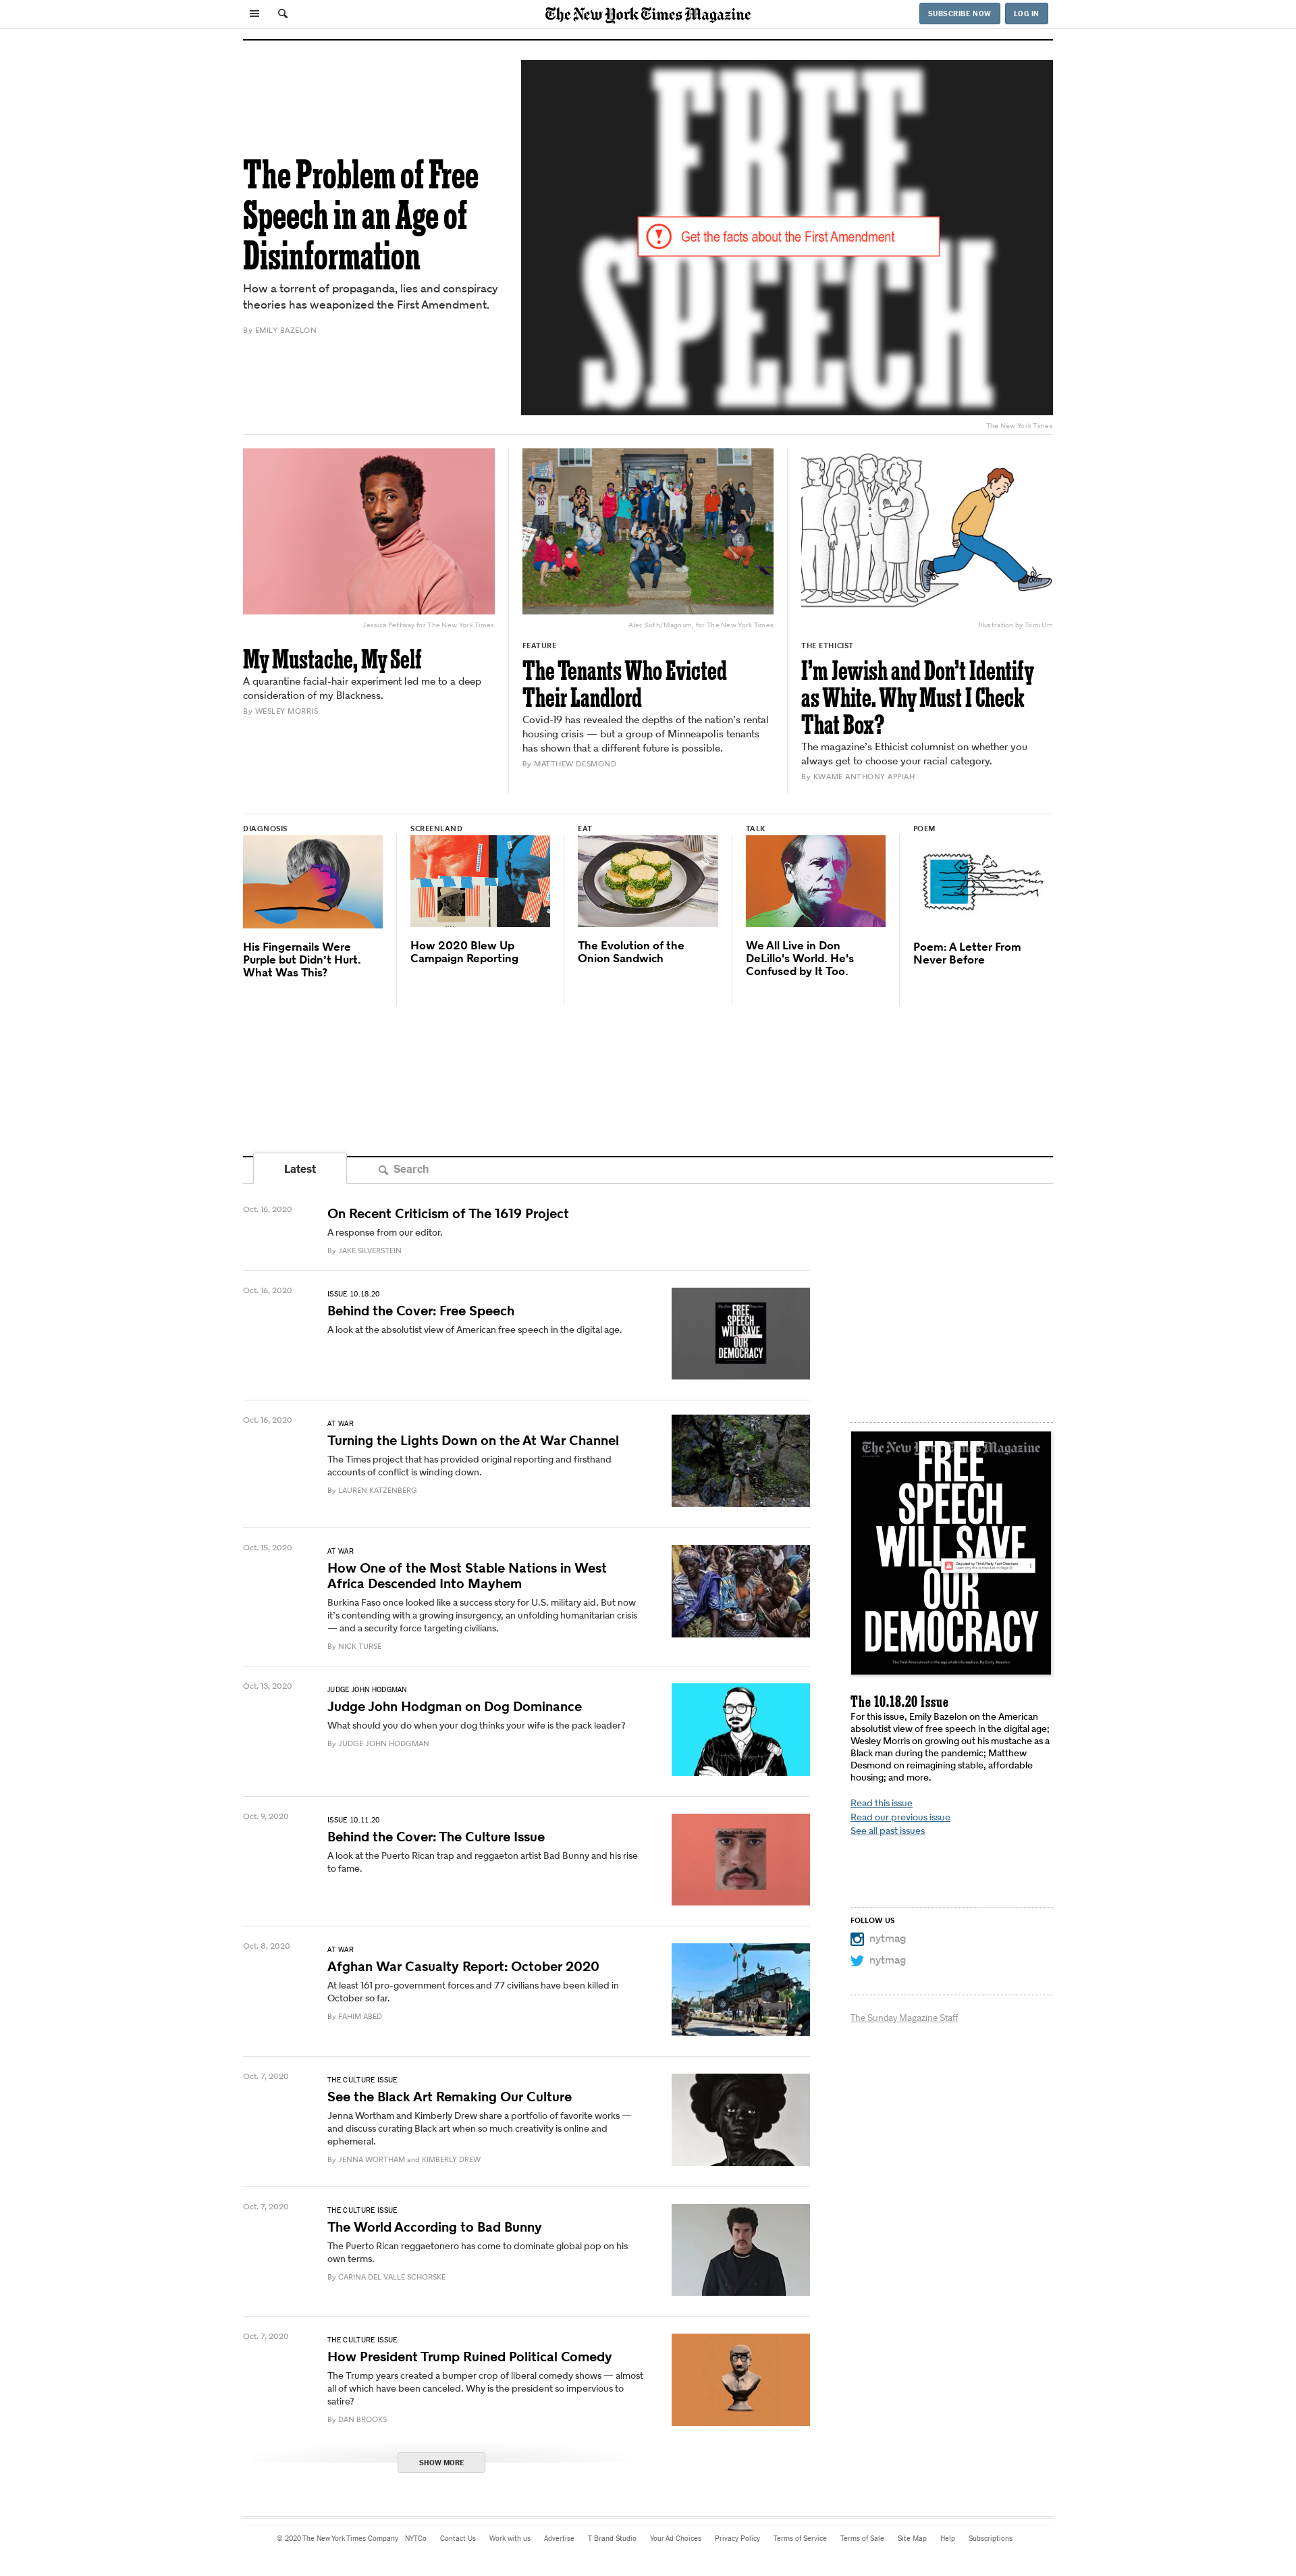 The New York Times Magazine
SUBSCRIBE NOW
LOG IN
The Problem of Free
Speech in an Age of
Disinformation
How a torrent of propaganda, lies and conspiracy
theories has weaponized the First Amendment.
By EMILY BAZELON
FREE
SPEECH
Get the facts about the First Amendment
The New York Times
Jessica Pettway for The New York Times
My Mustache, My Self
A quarantine facial-hair experiment led me to a deep
consideration of my Blackness.
By WESLEY MORRIS
Alec Soth/Magnum, for The New York Times
FEATURE
The Tenants Who Evicted
Their Landlord
Covid-19 has revealed the depths of the nation's rental
housing crisis — but a group of Minneapolis tenants
has shown that a different future is possible.
By MATTHEW DESMOND
Illustration by Tomi Um
THE ETHICIST
I'm Jewish and Don't Identify
as White. Why Must I Check
That Box?
The magazine's Ethicist columnist on whether you
always get to choose your racial category.
By KWAME ANTHONY APPIAH
DIAGNOSIS
His Fingernails Were
Purple but Didn't Hurt.
What Was This?
SCREENLAND
How 2020 Blew Up
Campaign Reporting
EAT
The Evolution of the
Onion Sandwich
TALK
We All Live in Don
DeLillo's World. He's
Confused by It Too.
POEM
Poem: A Letter From
Never Before
Latest
Search
Oct. 16, 2020
On Recent Criticism of The 1619 Project
A response from our editor.
By JAKE SILVERSTEIN
Oct. 16, 2020
ISSUE 10.18.20
Behind the Cover: Free Speech
A look at the absolutist view of American free speech in the digital age.
FREE
SPEECH
WILL SAVE
OUR
DEMOCRACY
Oct. 16, 2020
AT WAR
Turning the Lights Down on the At War Channel
The Times project that has provided original reporting and firsthand
accounts of conflict is winding down.
By LAUREN KATZENBERG
Oct. 15, 2020
AT WAR
How One of the Most Stable Nations in West
Africa Descended Into Mayhem
Burkina Faso once looked like a success story for U.S. military aid. But now
it's contending with a growing insurgency, an unfolding humanitarian crisis
— and a security force targeting civilians.
By NICK TURSE
Oct. 13, 2020
JUDGE JOHN HODGMAN
Judge John Hodgman on Dog Dominance
What should you do when your dog thinks your wife is the pack leader?
By JUDGE JOHN HODGMAN
Oct. 9, 2020
ISSUE 10.11.20
Behind the Cover: The Culture Issue
A look at the Puerto Rican trap and reggaeton artist Bad Bunny and his rise
to fame.
Oct. 8, 2020
AT WAR
Afghan War Casualty Report: October 2020
At least 161 pro-government forces and 77 civilians have been killed in
October so far.
By FAHIM ABED
Oct. 7, 2020
THE CULTURE ISSUE
See the Black Art Remaking Our Culture
Jenna Wortham and Kimberly Drew share a portfolio of favorite works —
and discuss curating Black art when so much creativity is online and
ephemeral.
By JENNA WORTHAM and KIMBERLY DREW
Oct. 7, 2020
THE CULTURE ISSUE
The World According to Bad Bunny
The Puerto Rican reggaetonero has come to dominate global pop on his
own terms.
By CARINA DEL VALLE SCHORSKE
Oct. 7, 2020
THE CULTURE ISSUE
How President Trump Ruined Political Comedy
The Trump years created a bumper crop of liberal comedy shows — almost
all of which have been canceled. Why is the president so impervious to
satire?
By DAN BROOKS
SHOW MORE
The New York Times Magazine
FREE
SPEECH
WILL SAVE
OUR
DEMOCRACY
Disputed by Third-Party Fact Checkers
The First Amendment in the age of disinformation. By Emily Bazelon
The 10.18.20 Issue
For this issue, Emily Bazelon on the American
absolutist view of free speech in the digital age;
Wesley Morris on growing out his mustache as a
Black man during the pandemic; Matthew
Desmond on reimagining stable, affordable
housing; and more.
Read this issue
Read our previous issue
See all past issues
FOLLOW US
nytmag
nytmag
The Sunday Magazine Staff
© 2020 The New York Times Company NYTCo Contact Us Work with us Advertise T Brand Studio Your Ad Choices Privacy Policy Terms of Service Terms of Sale Site Map Help Subscriptions